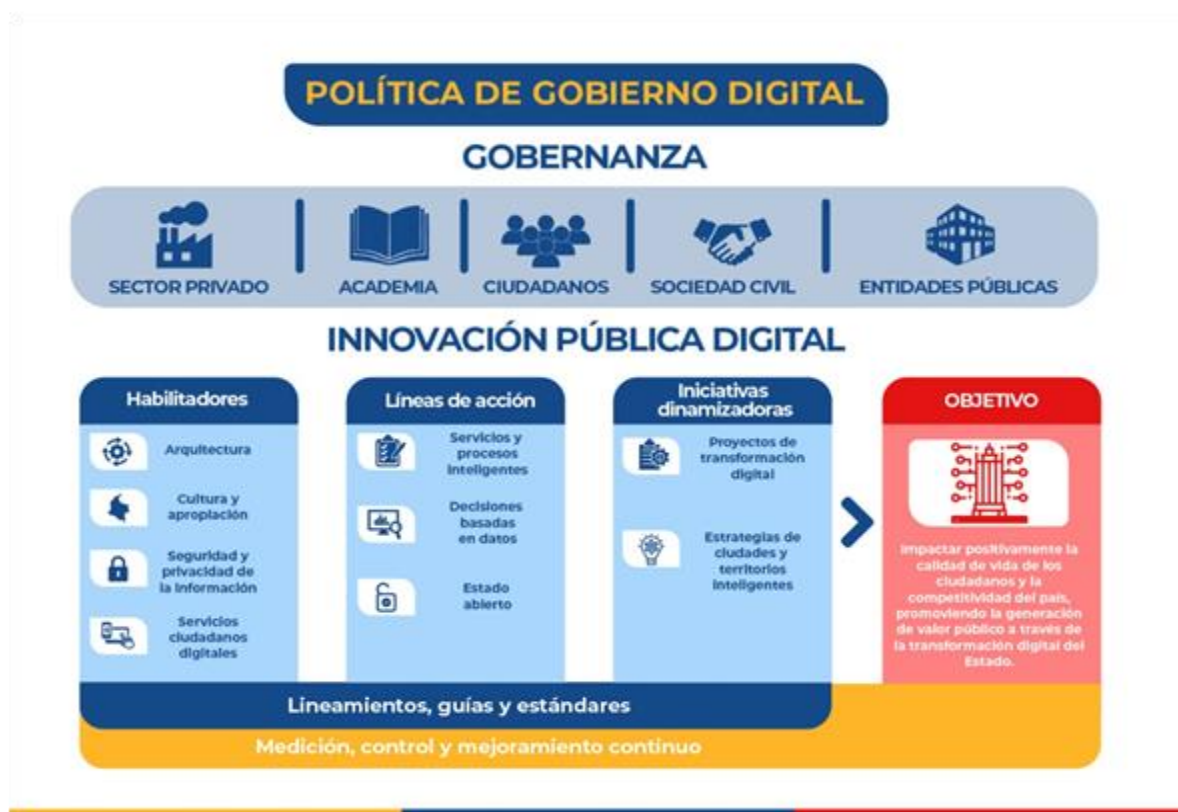 POLÍTICA DE GOBIERNO DIGITAL
GOBERNANZA
SECTOR PRIVADO
ACADEMIA
CIUDADANOS
SOCIEDAD CIVIL
ENTIDADES PÚBLICAS
INNOVACIÓN PÚBLICA DIGITAL
Habilitadores
Arquitectura
Cultura y
apropiación
Seguridad y
privacidad de
la información
Servicios
ciudadanos
digitales
Líneas de acción
Servicios y
procesos
inteligentes
Decisiones
basadas
en datos
Estado
abierto
Iniciativas
dinamizadoras
Proyectos de
transformación
digital
Estrategias de
ciudades y
territorios
inteligentes
OBJETIVO
Impactar positivamente la
calidad de vida de los
ciudadanos y la
competitividad del país,
promoviendo la generación
de valor público a través de
la transformación digital del
Estado.
Lineamientos, guías y estándares
Medición, control y mejoramiento continuo